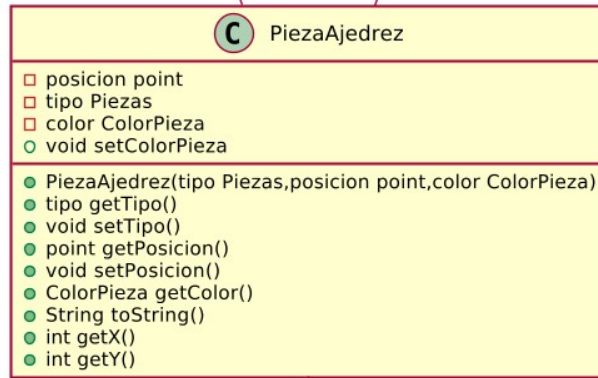 C PiezaAjedrez
posicion point
tipo Piezas
color ColorPieza
void setColorPieza
PiezaAjedrez(tipo Piezas,posicion point,color ColorPieza)
tipo getTipo()
void setTipo()
point getPosicion()
void setPosicion()
ColorPieza getColor()
String toString()
int getX()
int getY()